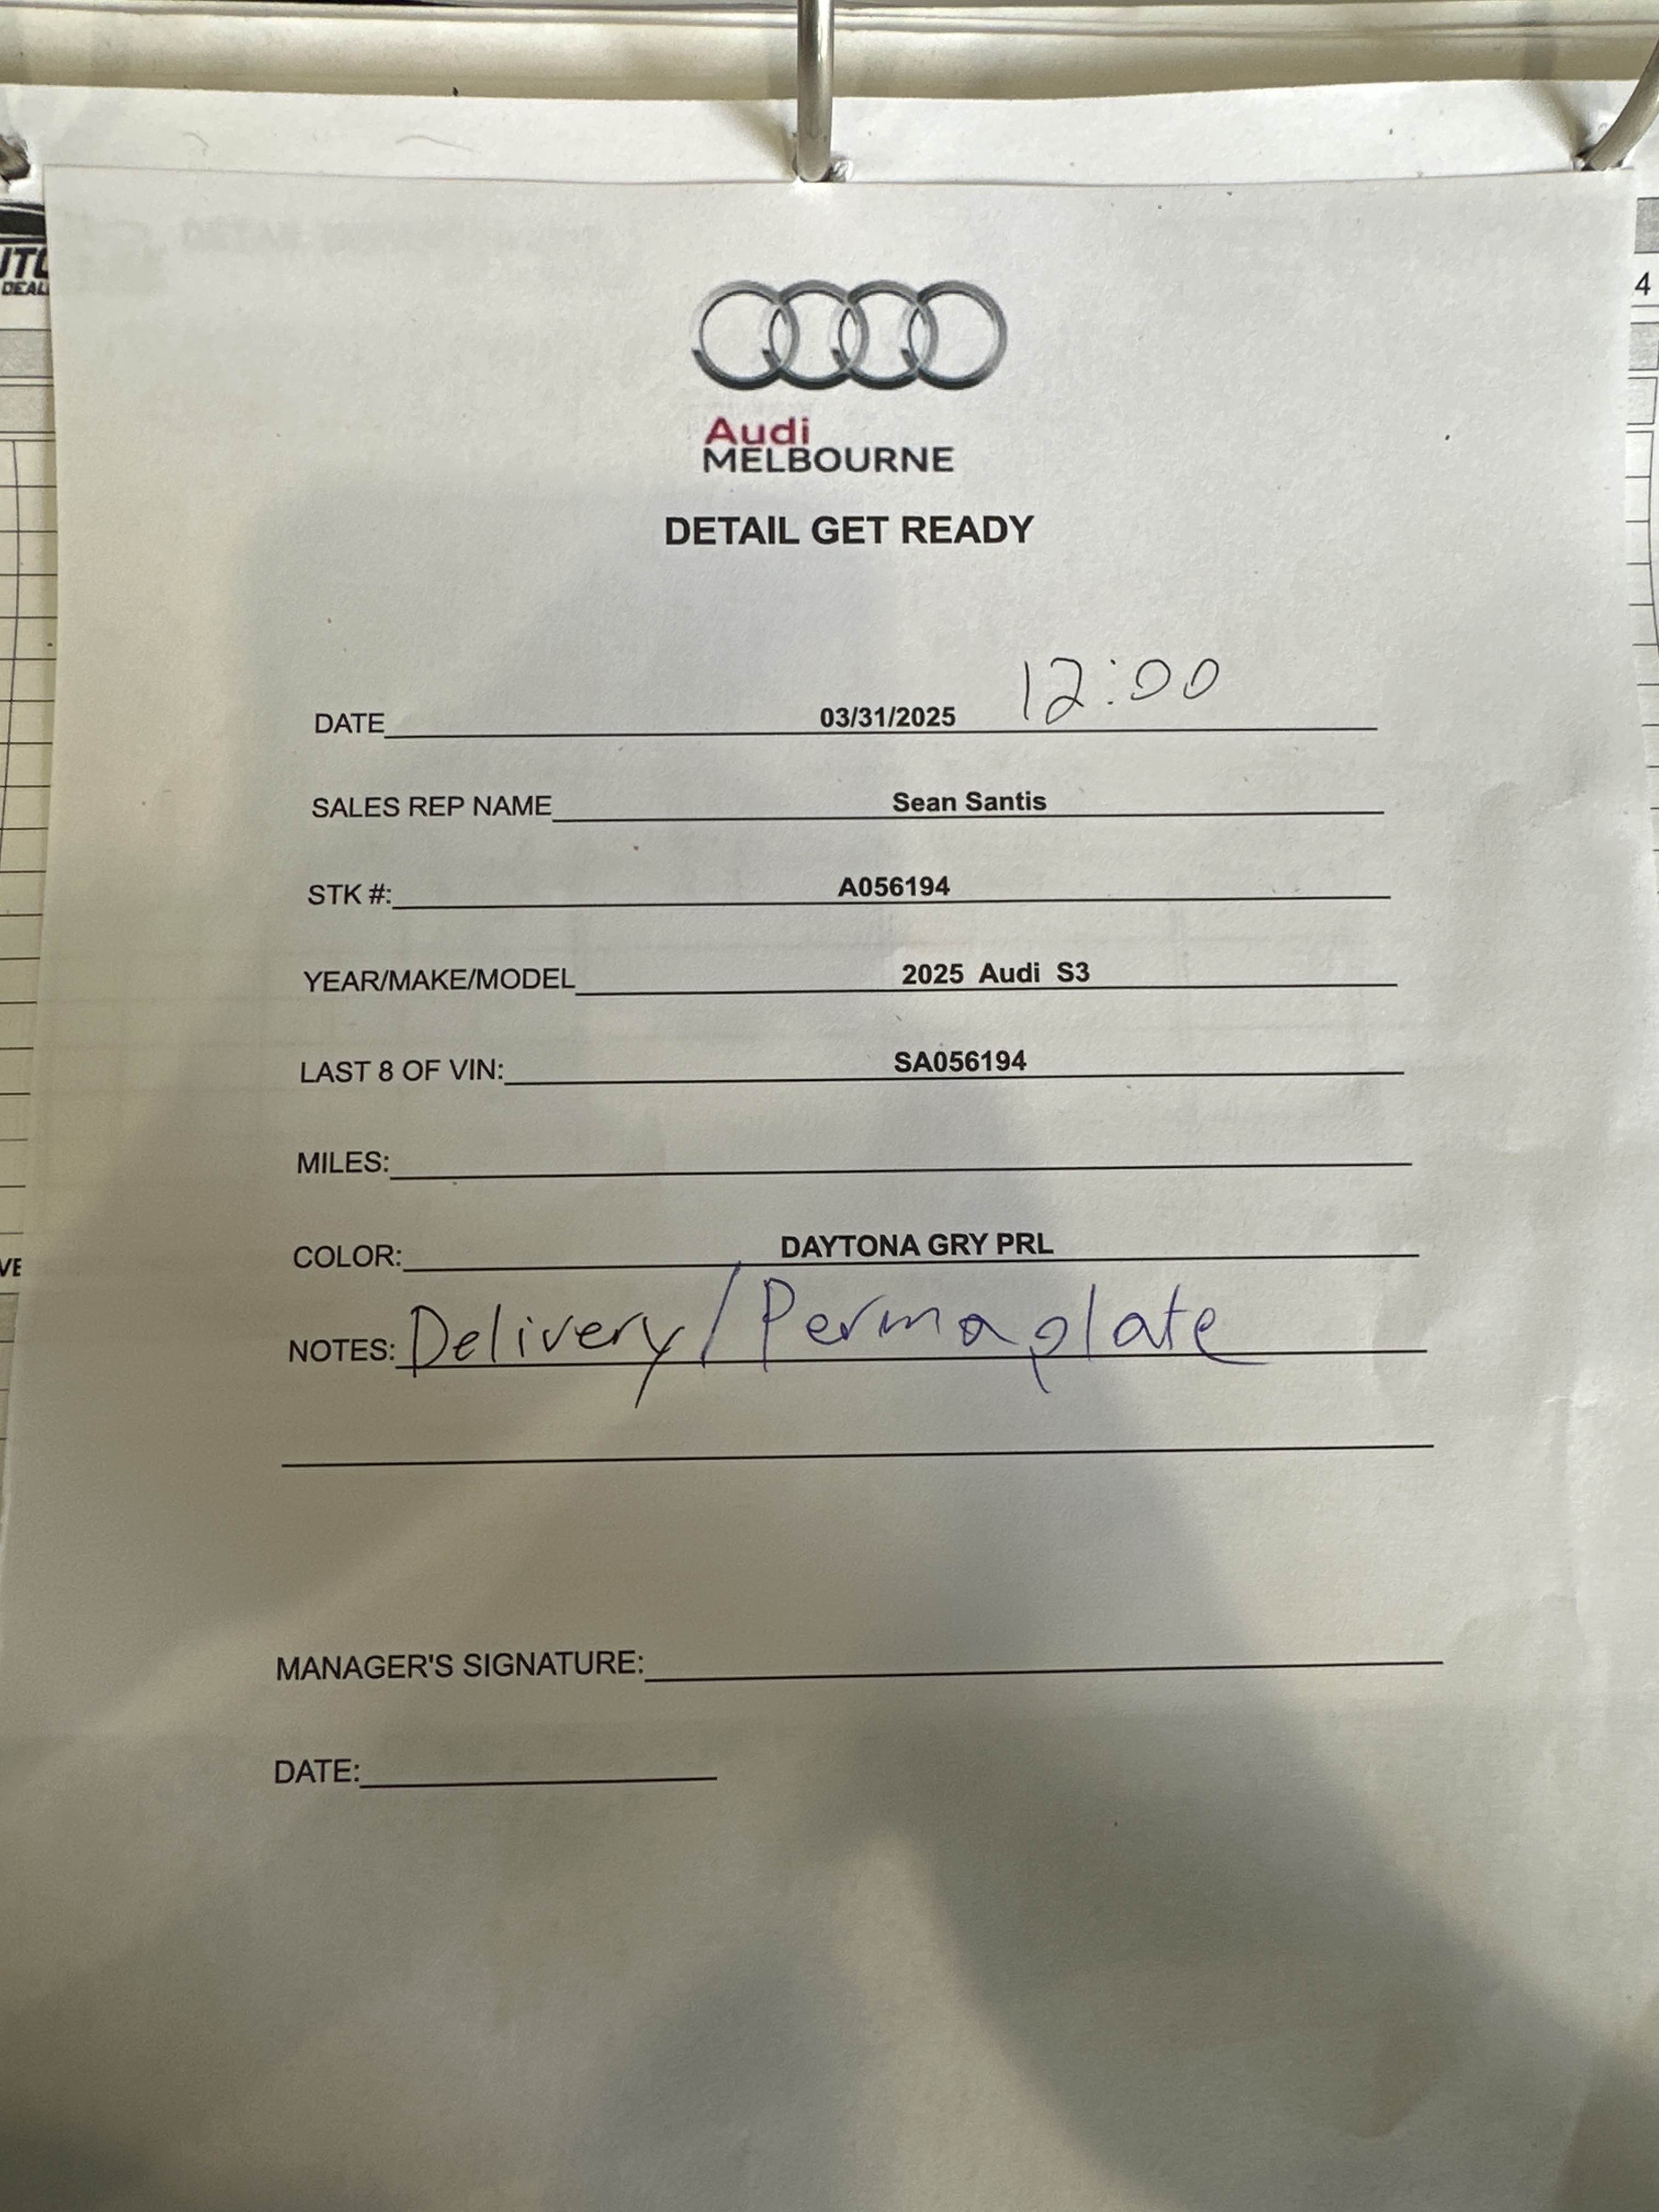 Audi
MELBOURNE
DETAIL GET READY
DATE 03/31/2025 12:00
SALES REP NAME Sean Santis
STK #: A056194
YEAR/MAKE/MODEL 2025 Audi S3
LAST 8 OF VIN: SA056194
MILES:
COLOR: DAYTONA GRY PRL
NOTES: Delivery/Permaplate
MANAGER'S SIGNATURE:
DATE:
4